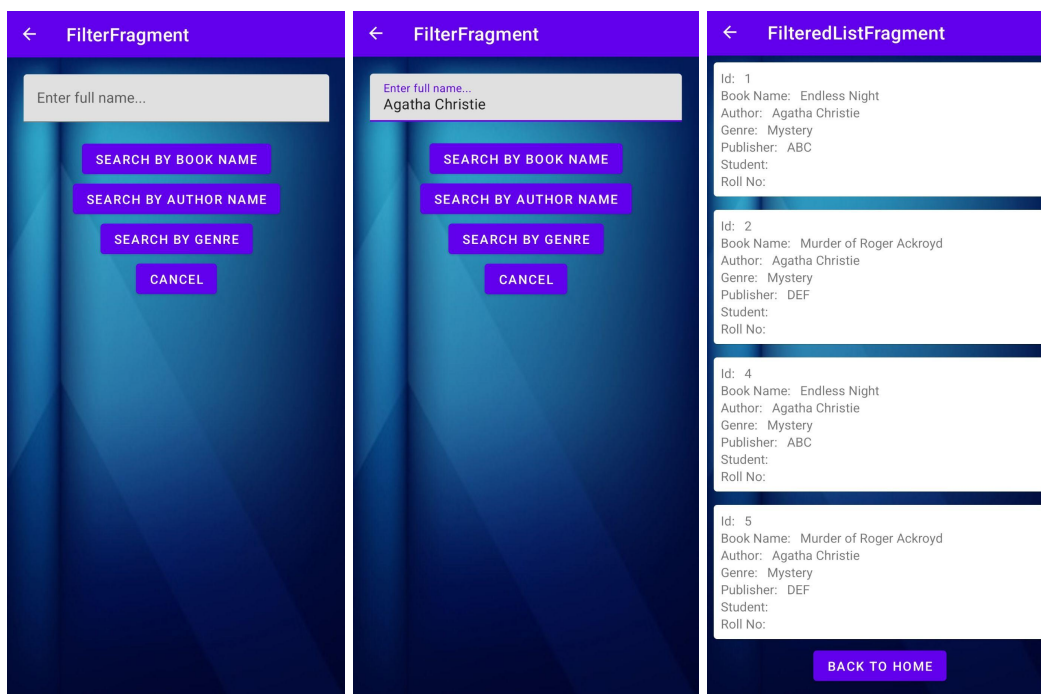 FilterFragment
Enter full name...
SEARCH BY BOOK NAME
SEARCH BY AUTHOR NAME
SEARCH BY GENRE
CANCEL
FilterFragment
Enter full name...
Agatha Christie
SEARCH BY BOOK NAME
SEARCH BY AUTHOR NAME
SEARCH BY GENRE
CANCEL
FilteredListFragment
Id: 1
Book Name: Endless Night
Author: Agatha Christie
Genre: Mystery
Publisher: ABC
Student:
Roll No:
Id: 2
Book Name: Murder of Roger Ackroyd
Author: Agatha Christie
Genre: Mystery
Publisher: DEF
Student:
Roll No:
Id: 4
Book Name: Endless Night
Author: Agatha Christie
Genre: Mystery
Publisher: ABC
Student:
Roll No:
Id: 5
Book Name: Murder of Roger Ackroyd
Author: Agatha Christie
Genre: Mystery
Publisher: DEF
Student:
Roll No:
BACK TO HOME